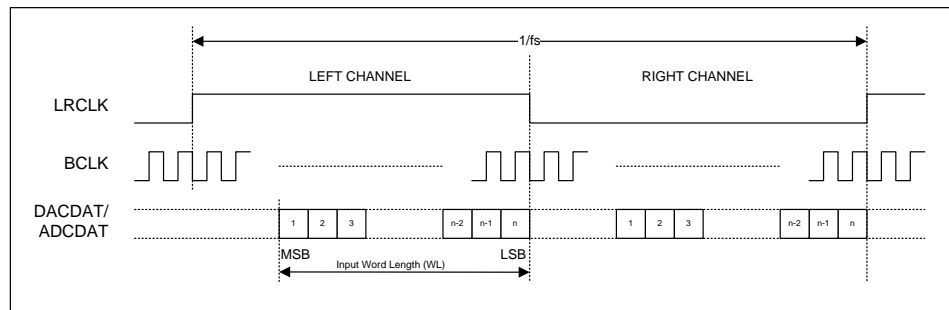 1/fs
LEFT CHANNEL RIGHT CHANNEL
LRCLK
BCLK
DACDAT/
ADCDAT
1 2 3 n-2 n-1 n 1 2 3 n-2 n-1 n
MSB LSB
Input Word Length (WL)